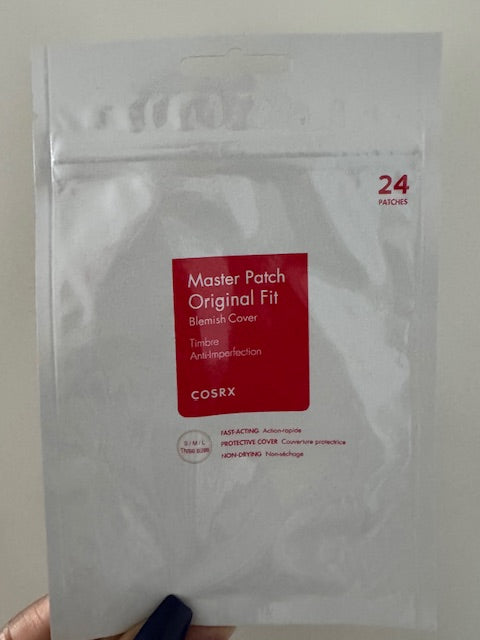 24
PATCHES
Master Patch
Original Fit
Blemish Cover
Timbre
Anti-Imperfection
COSRX
S / M / L
FAST-ACTING Action-rapide
PROTECTIVE COVER Couverture protectrice
NON-DRYING Non-séchage